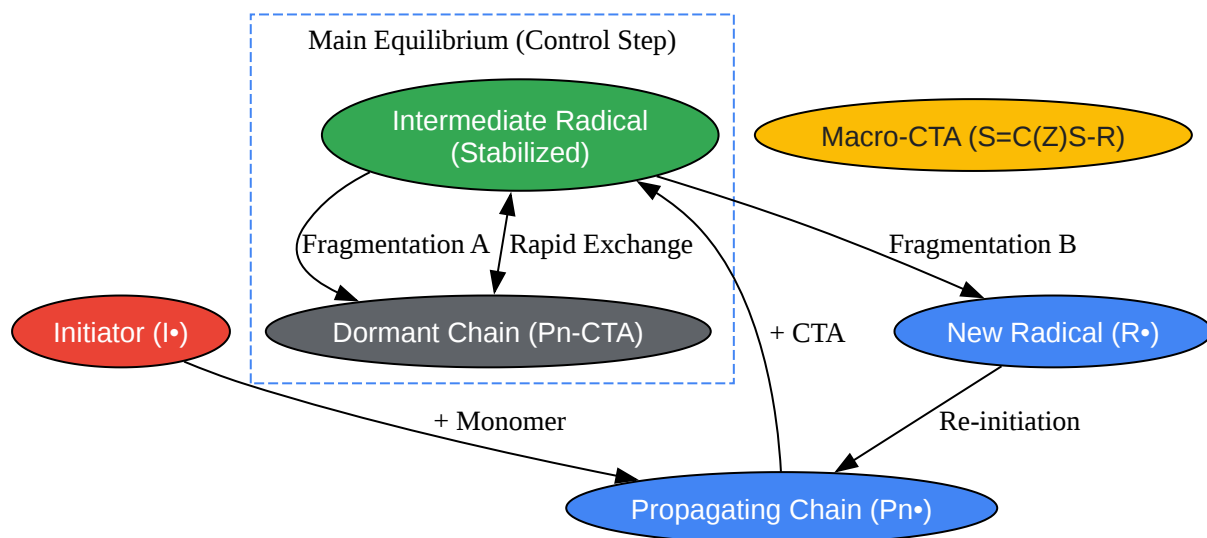 Main Equilibrium (Control Step)
Intermediate Radical
(Stabilized)
Macro-CTA (S=C(Z)S-R)
Fragmentation A
Rapid Exchange
Fragmentation B
Initiator (I•)
Dormant Chain (Pn-CTA)
+ CTA
New Radical (R•)
+ Monomer
Re-initiation
Propagating Chain (Pn•)